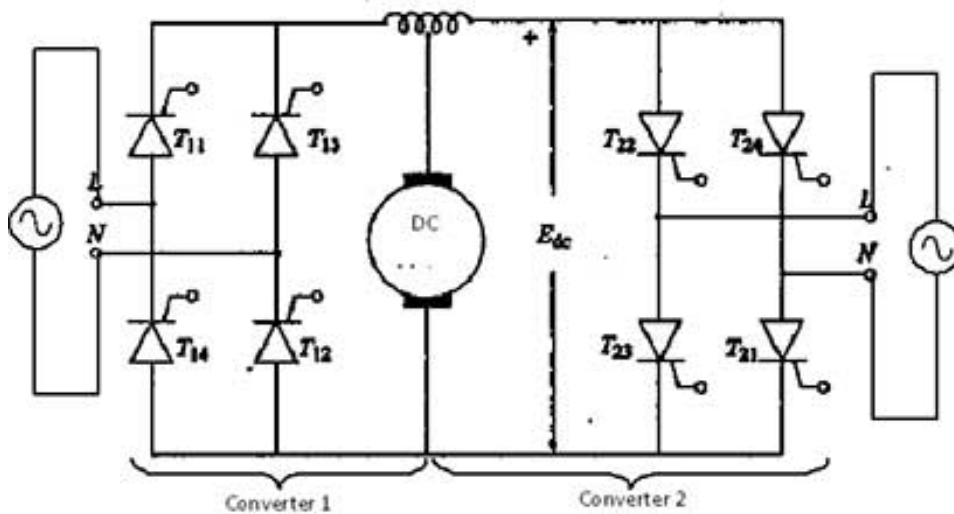 +
T11
T13
T22
T24
L
N
DC
Edc
L
N
T14
T12
T23
T21
Converter 1
Converter 2